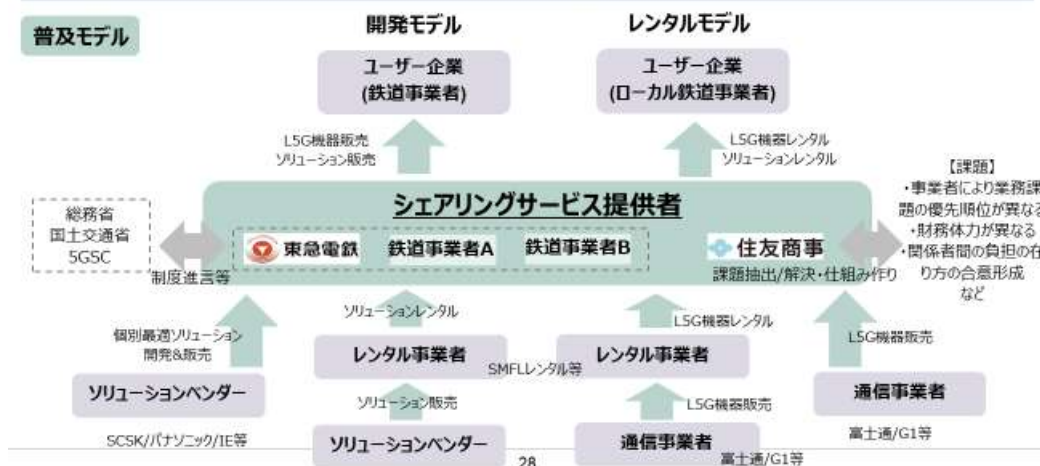 普及モデル
開発モデル
レンタルモデル
ユーザー企業
(鉄道事業者)
ユーザー企業
(ローカル鉄道事業者)
L5G機器販売
ソリューション販売
L5G機器レンタル
ソリューションレンタル
シェアリングサービス提供者
総務省
国土交通省
5GSC
制度進言等
東急電鉄
鉄道事業者A
鉄道事業者B
住友商事
課題抽出/解決・仕組み作り
【課題】
・事業者により業務課
題の優先順位が異なる
・財務体力が異なる
・関係者間の負担の在
り方の合意形成
など
個別最適ソリューション
開発&販売
ソリューションレンタル
L5G機器レンタル
L5G機器販売
ソリューションベンダー
SCSK/パナソニック/IE等
レンタル事業者
SMFLレンタル等
レンタル事業者
通信事業者
富士通/G1等
ソリューション販売
L5G機器販売
ソリューションベンダー
通信事業者
富士通/G1等
28